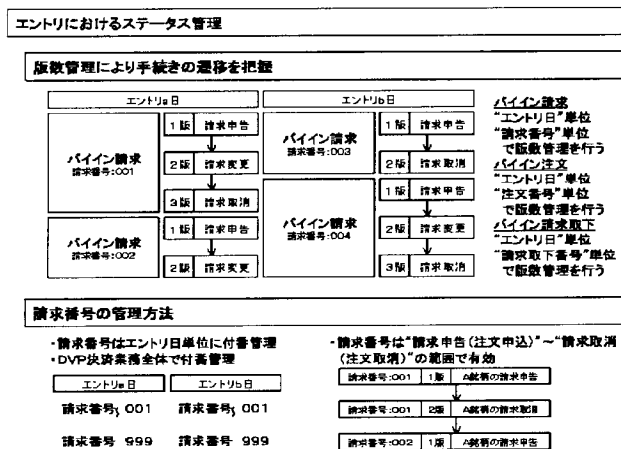 エントリにおけるステータス管理
版数管理により手続きの遷移を把握
エントリa日
エントリb日
バイイン請求
請求番号:001
1版 請求申告
2版 請求変更
3版 請求取消
バイイン請求
請求番号:002
1版 請求申告
2版 請求変更
バイイン請求
請求番号:003
1版 請求申告
2版 請求取消
バイイン請求
請求番号:004
1版 請求申告
2版 請求変更
3版 請求取消
バイイン請求
"エントリ日"単位
"請求番号"単位
で版数管理を行う
バイイン注文
"エントリ日"単位
"注文番号"単位
で版数管理を行う
バイイン請求取下
"エントリ日"単位
"請求取下番号"単位
で版数管理を行う
請求番号の管理方法
・請求番号はエントリ日単位に付番管理
・DVP決済業務全体で付番管理
エントリa日
エントリb日
請求番号 001
請求番号 001
請求番号 999
請求番号 999
・請求番号は"請求申告(注文申込)"~"請求取消
(注文取消)"の範囲で有効
請求番号:001 1版 A銘柄の請求申告
請求番号:001 2版 A銘柄の請求取消
請求番号:002 1版 A銘柄の請求申告